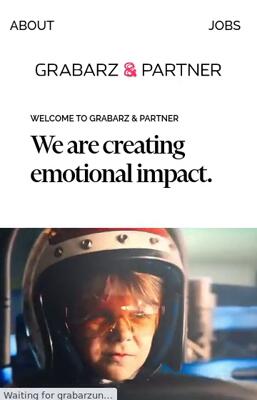 ABOUT
JOBS
GRABARZ & PARTNER
WELCOME TO GRABARZ & PARTNER
We are creating
emotional impact.
Waiting for grabarzun...